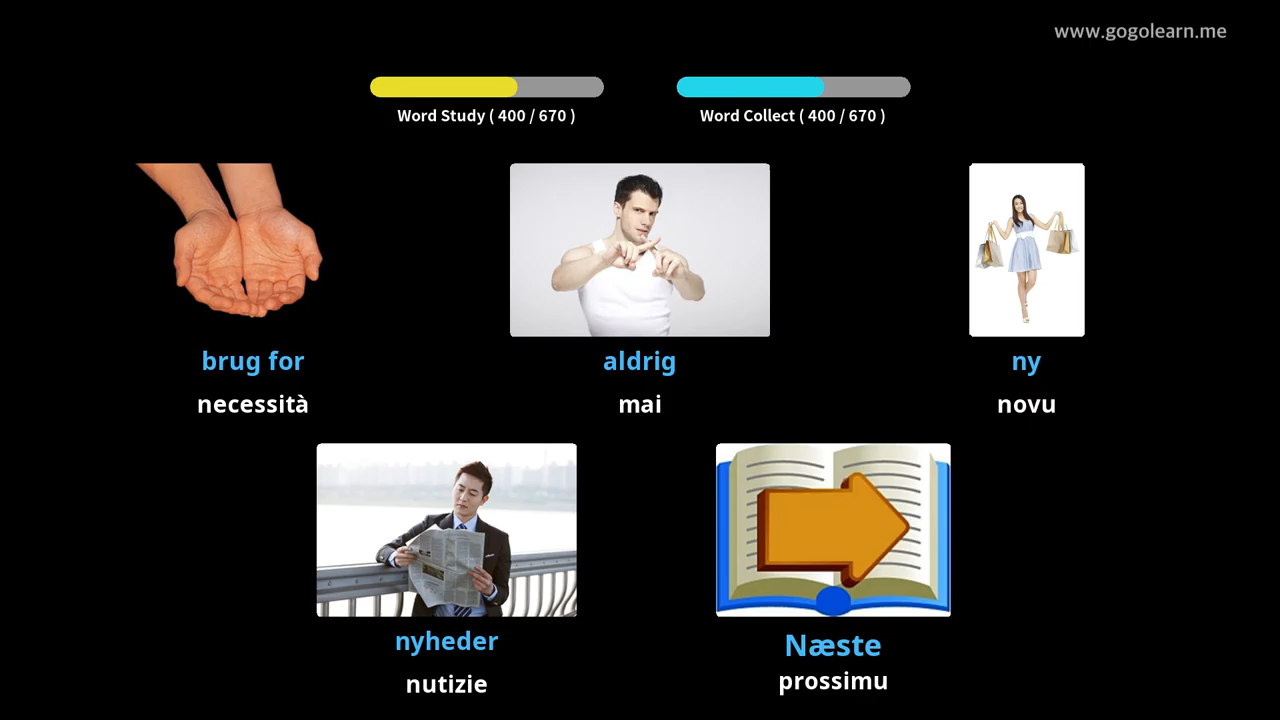 www.gogolearn.me
Word Study ( 400 / 670 )
Word Collect ( 400 / 670 )
brug for
necessità
aldrig
mai
ny
novu
nyheder
nutizie
Næste
prossimu